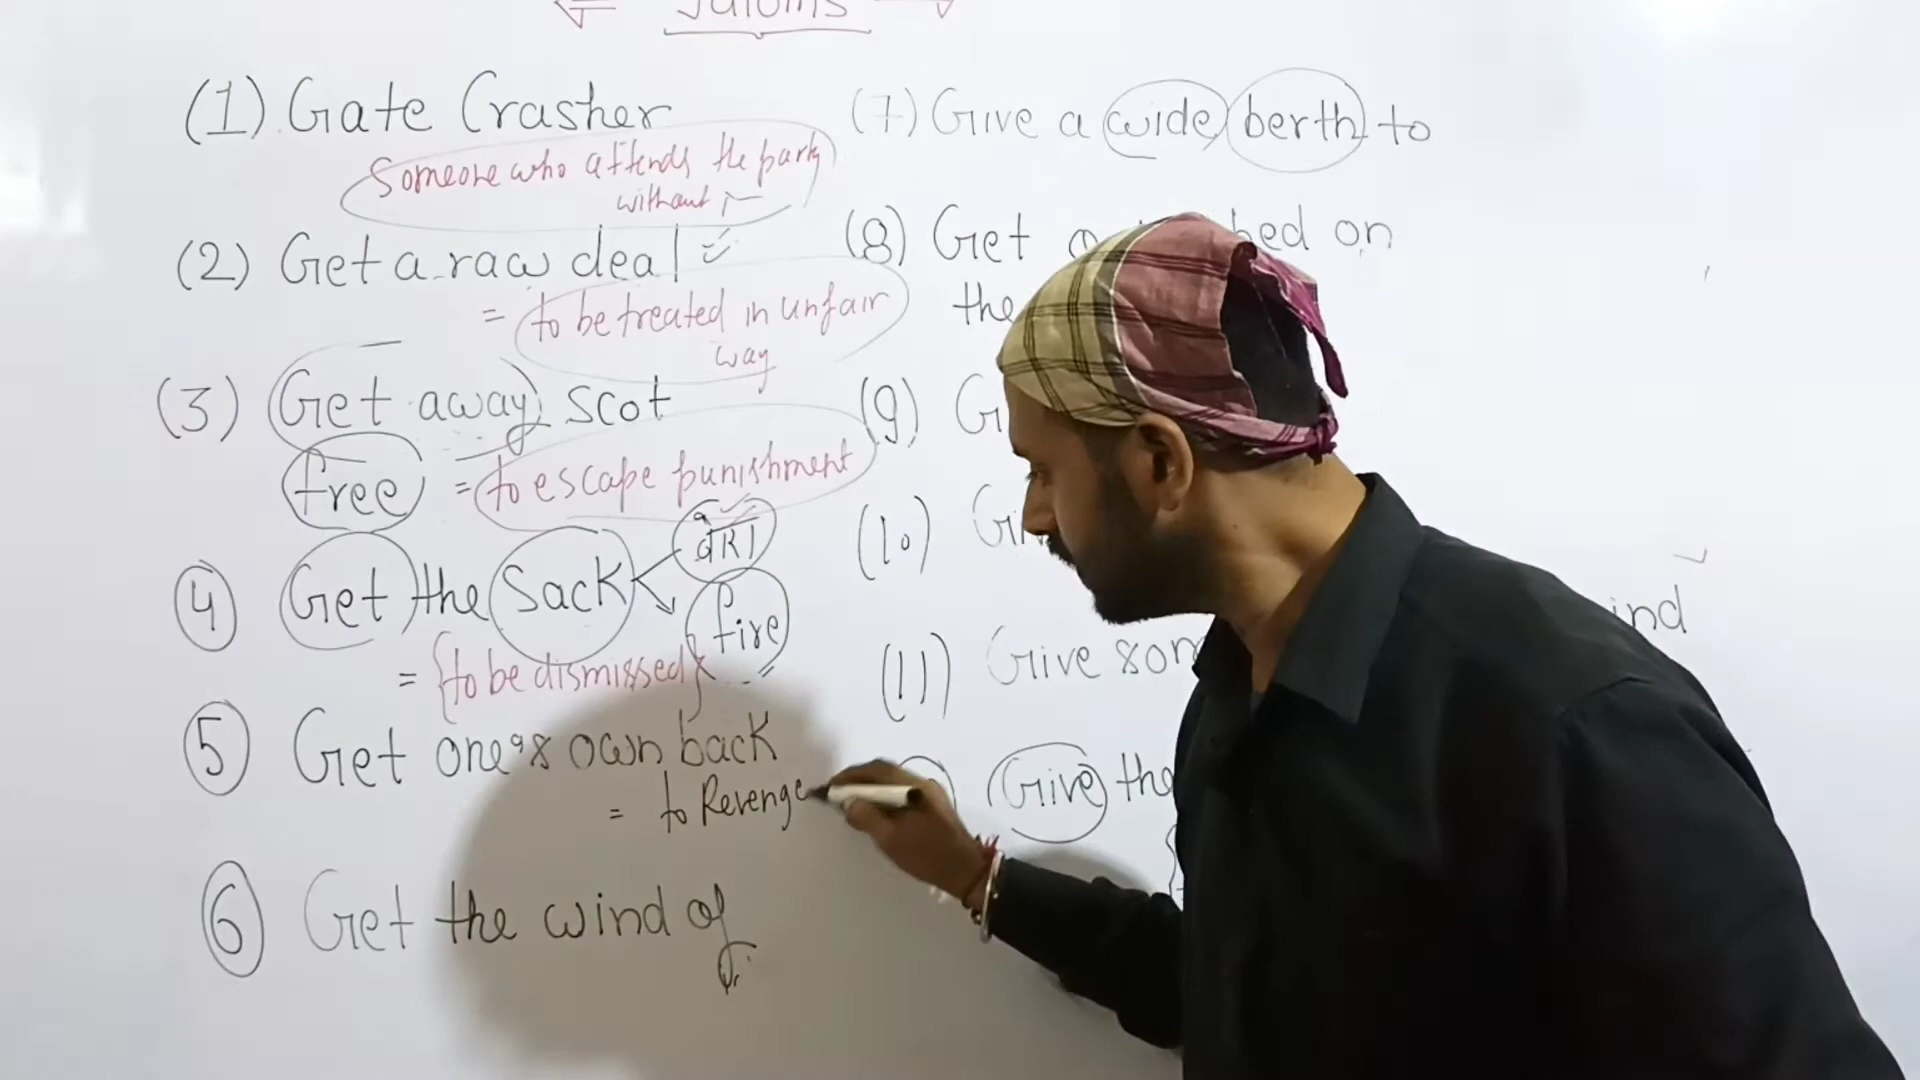 Idioms
(1) Gate Crasher
Someone who attends the party
without
(2) Get a raw deal
= to be treated in unfair
way
(3) Get away scot
free = to escape punishment
(4) Get the Sack
fire
= {to be dismissed}
(5) Get one's own back
= to Revenge
(6) Get the wind of
(7) Give a wide berth to
(8) Get on
the
(9)
(10)
(11) Give
Give the